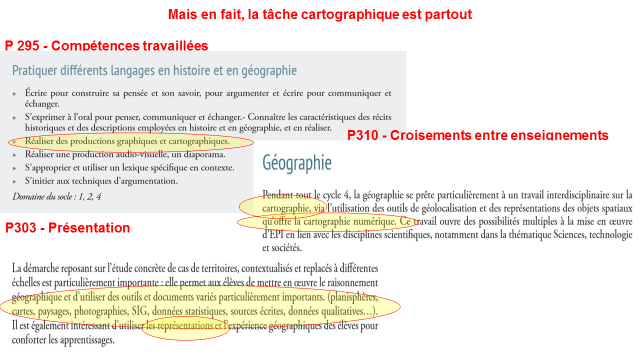 Mais en fait, la tâche cartographique est partout
P 295 - Compétences travaillées
Pratiquer différents langages en histoire et en géographie
» Écrire pour construire sa pensée et son savoir, pour argumenter et écrire pour communiquer et
échanger.
» S'exprimer à l'oral pour penser, communiquer et échanger.- Connaître les caractéristiques des récits
historiques et des descriptions employées en histoire et en géographie, et en réaliser.
» Réaliser des productions graphiques et cartographiques.
» Réaliser une production audio-visuelle, un diaporama.
» S'approprier et utiliser un lexique spécifique en contexte.
» S'initier aux techniques d'argumentation.
Domaine du socle : 1, 2, 4
P310 - Croisements entre enseignements
Géographie
Pendant tout le cycle 4, la géographie se prête particulièrement à un travail interdisciplinaire sur la
cartographie, via l'utilisation des outils de géolocalisation et des représentations des objets spatiaux
qu'offre la cartographie numérique. Ce travail ouvre des possibilités multiples à la mise en œuvre
d'EPI en lien avec les disciplines scientifiques, notamment dans la thématique Sciences, technologie
et sociétés.
P303 - Présentation
La démarche reposant sur l'étude concrète de cas de territoires, contextualisés et replacés à différentes
échelles est particulièrement importante : elle permet aux élèves de mettre en œuvre le raisonnement
géographique et d'utiliser des outils et documents variés particulièrement importants. (planisphères,
cartes, paysages, photographies, SIG, données statistiques, sources écrites, données qualitatives…).
Il est également intéressant d'utiliser les représentations et l'expérience géographiques des élèves pour
conforter les apprentissages.